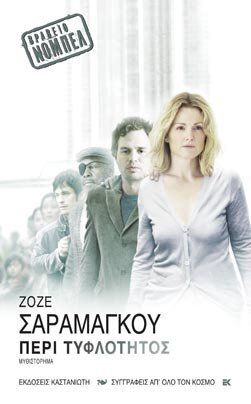 ΒΡΑΒΕΙΟ
ΝΟΜΠΕΛ
ΖΟΖΕ
ΣΑΡΑΜΑΓΚΟΥ
ΠΕΡΙ ΤΥΦΛΟΤΗΤΟΣ
ΜΥΘΙΣΤΟΡΗΜΑ
ΕΚΔΟΣΕΙΣ ΚΑΣΤΑΝΙΩΤΗ ΣΥΓΓΡΑΦΕΙΣ ΑΠ' ΟΛΟ ΤΟΝ ΚΟΣΜΟ ΕΚ